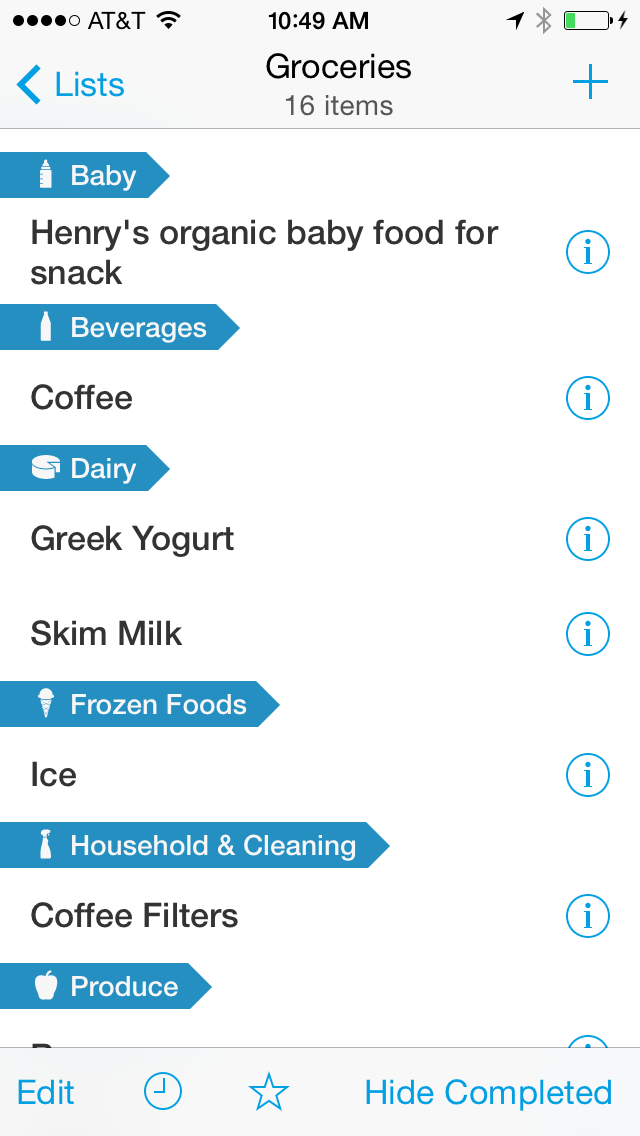 AT&T 10:49 AM
Lists
Groceries
16 items
Baby
Henry's organic baby food for
snack
Beverages
Coffee
Dairy
Greek Yogurt
Skim Milk
Frozen Foods
Ice
Household & Cleaning
Coffee Filters
Produce
Edit
Hide Completed